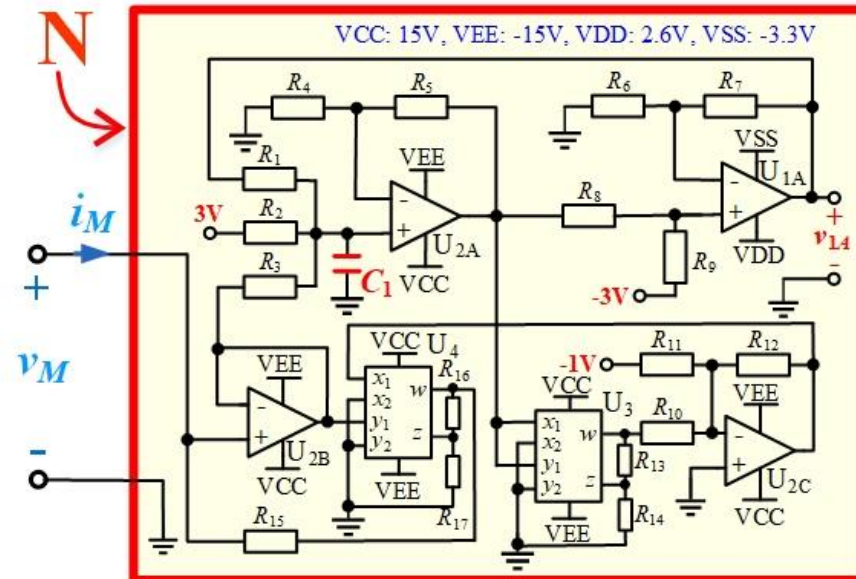 N
VCC: 15V, VEE: -15V, VDD: 2.6V, VSS: -3.3V
R4 R5 R6 R7
R1 VEE VSS U1A
3V R2 - + U2A R8 - + VDD + v1A -
iM R3 C1 VCC R9 -3V
+ vM -
VCC U4 R16 -1V R11 R12
VEE x1 x2 y1 y2 w z VCC U3 R10 VEE
- + U2B x1 x2 y1 y2 w z R13 - + U2C
VCC VEE R17 R14 VCC
R15 VEE